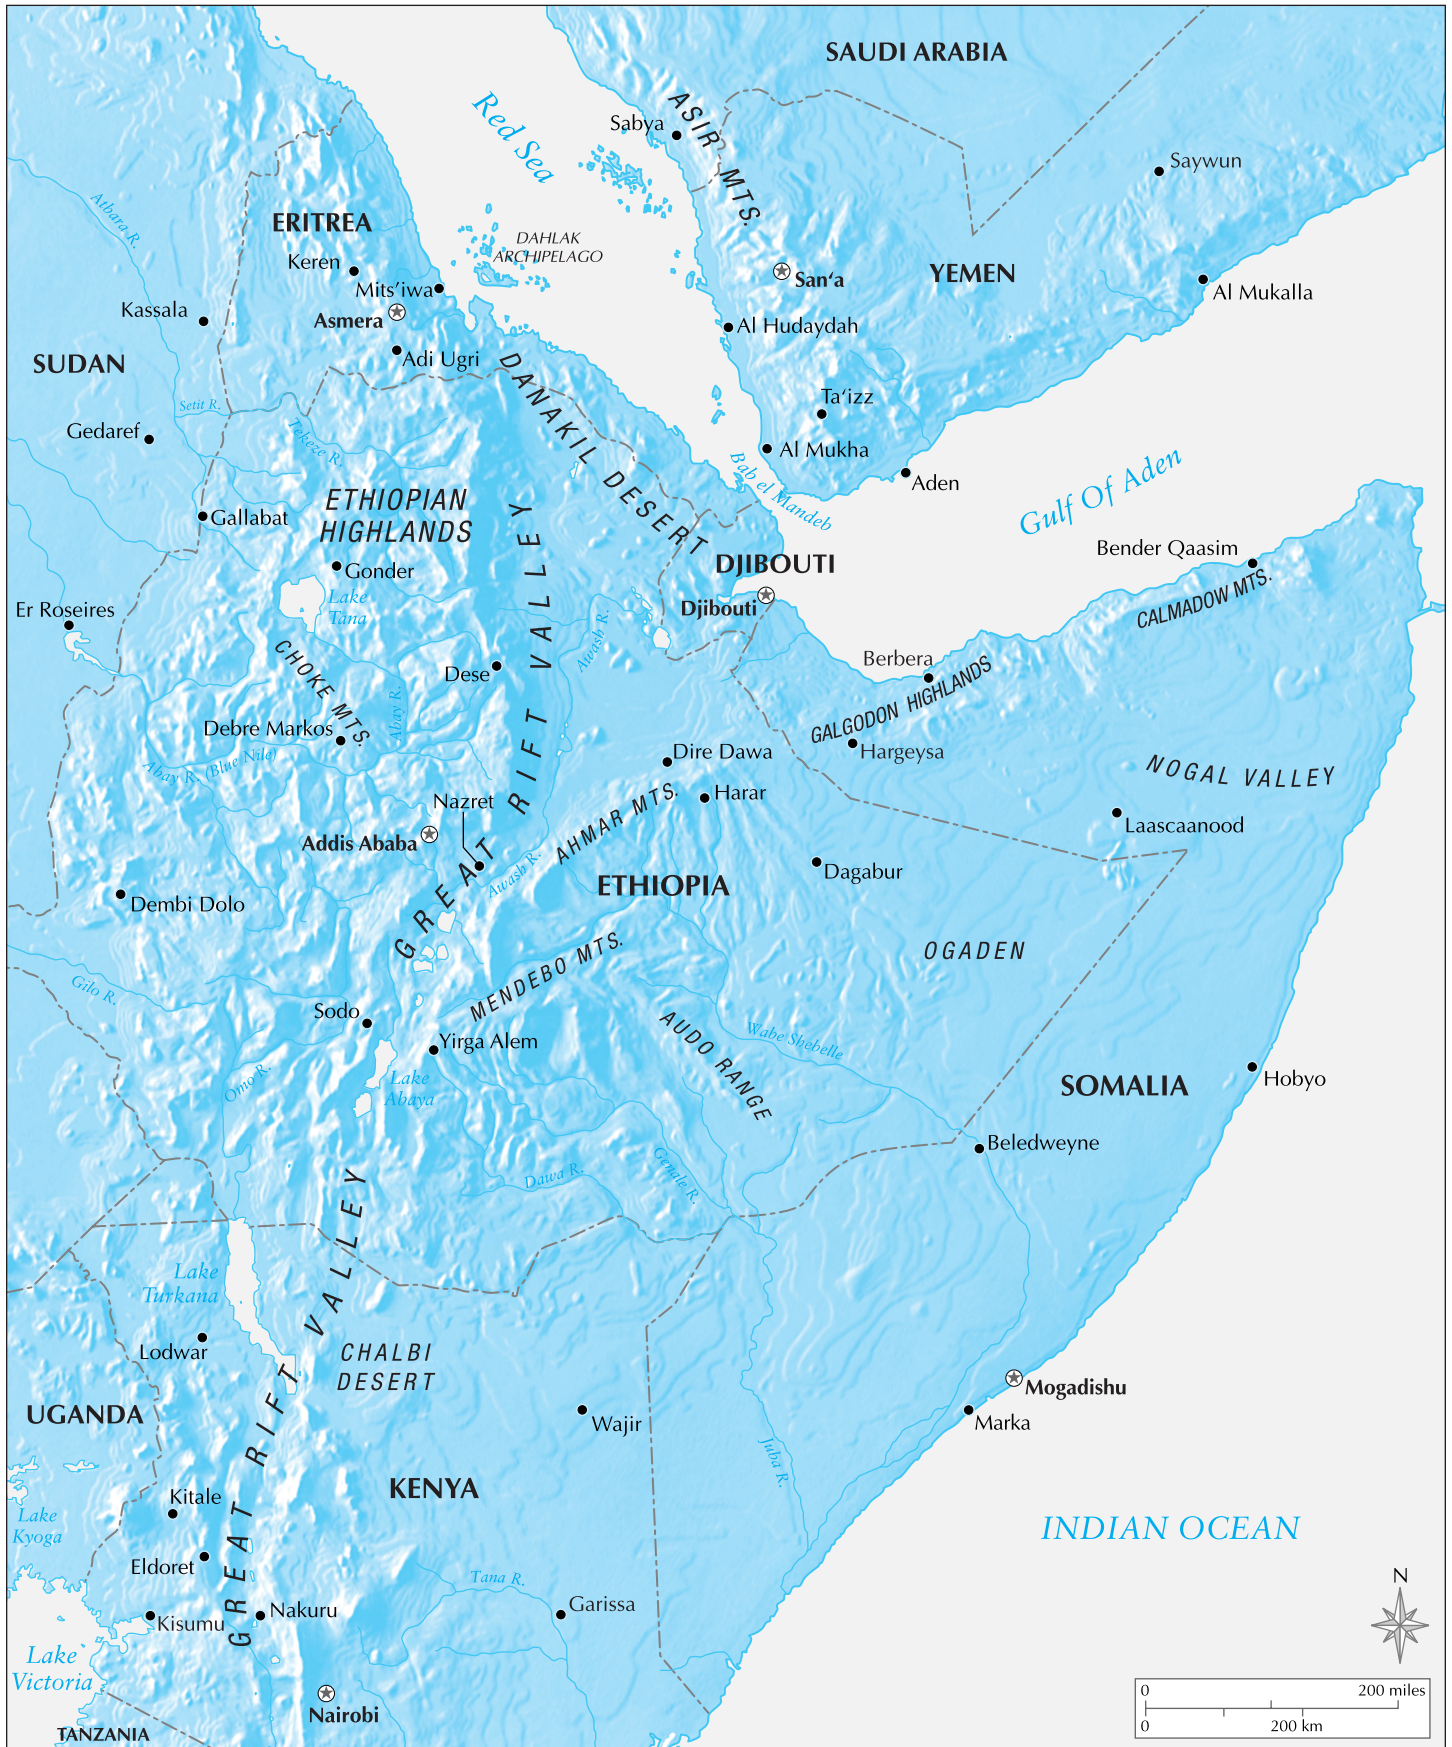 SAUDI ARABIA
Red Sea
ASIR MTS.
Sabya
Saywun
Atbara R.
ERITREA
DAHLAK
ARCHIPELAGO
Keren
Mits’iwa
San‘a
YEMEN
Al Mukalla
Kassala
Asmera
Al Hudaydah
SUDAN
Adi Ugri
DANAKIL DESERT
Setit R.
Ta‘izz
Gedaref
Tekeze R.
Al Mukha
Bab el Mandeb
Aden
Gulf Of Aden
ETHIOPIAN
HIGHLANDS
Gallabat
GREAT RIFT VALLEY
Bender Qaasim
DJIBOUTI
Gonder
CALMADOW MTS.
Lake
Tana
Djibouti
Er Roseires
Awash R.
CHOKE MTS.
Dese
Berbera
GALGODON HIGHLANDS
Abay R.
Debre Markos
Hargeysa
Dire Dawa
Abay R. (Blue Nile)
NOGAL VALLEY
Nazret
Harar
AHMAR MTS.
Laascaanood
Addis Ababa
Awash R.
Dagabur
ETHIOPIA
Dembi Dolo
OGADEN
MENDEBO MTS.
Gilo R.
Sodo
Yirga Alem
AUDO RANGE
Wabe Shebelle
Omo R.
Lake
Abaya
SOMALIA
Hobyo
Beledweyne
Dawa R.
Genale R.
GREAT RIFT VALLEY
Lake
Turkana
Lodwar
CHALBI
DESERT
Mogadishu
UGANDA
Wajir
Marka
Juba R.
KENYA
Kitale
Lake
Kyoga
INDIAN OCEAN
Eldoret
Tana R.
N
Kisumu
Nakuru
Garissa
Lake
Victoria
Nairobi
TANZANIA
0 200 miles
0 200 km